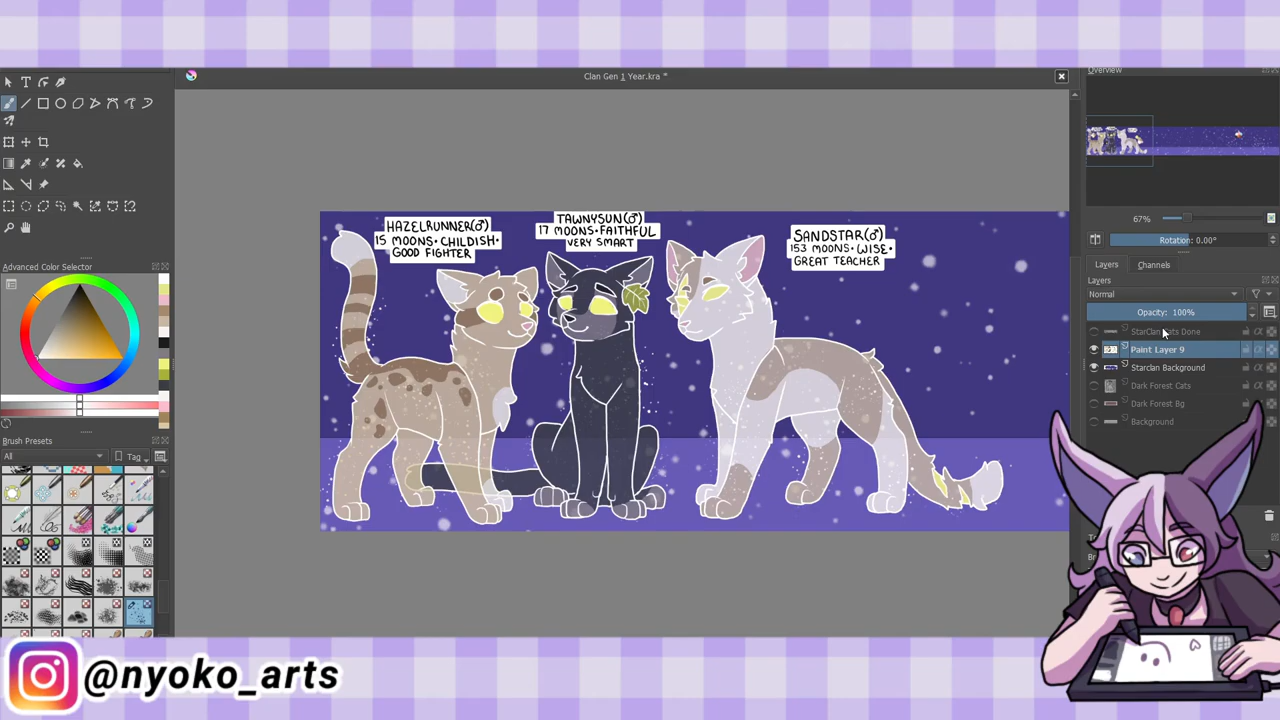 Clan Gen 1 Year.kra *
Overview
67%
Rotation: 0.00°
Layers
Channels
Layers
Normal
Opacity: 100%
Paint Layer 9
Starclan Background
Dark Forest Cats
Dark Forest Bg
Background
Advanced Color Selector
Brush Presets
All
Tag
HAZELRUNNER(♂)
15 MOONS • CHILDISH •
GOOD FIGHTER
TAWNYSUN(♂)
17 MOONS • FAITHFUL
VERY SMART
SANDSTAR(♂)
153 MOONS • WISE •
GREAT TEACHER
@nyoko_arts